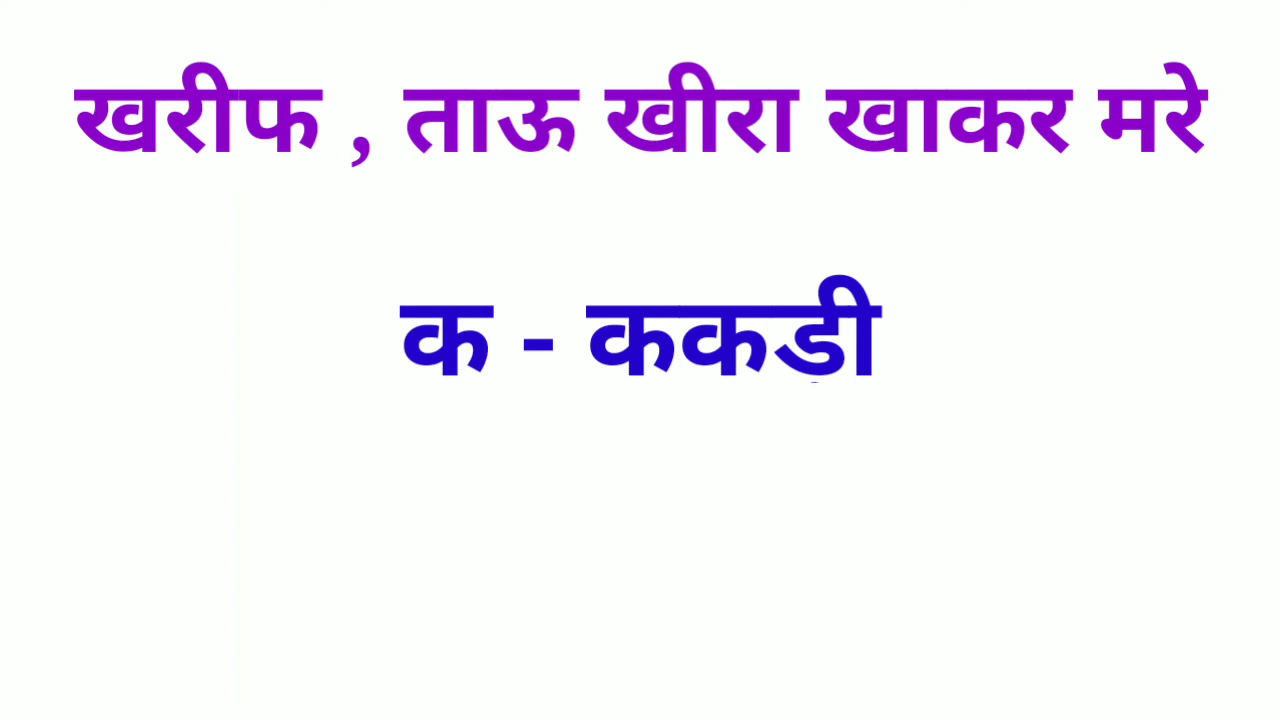 खरीफ , ताऊ खीरा खाकर मरे
क - ककड़ी